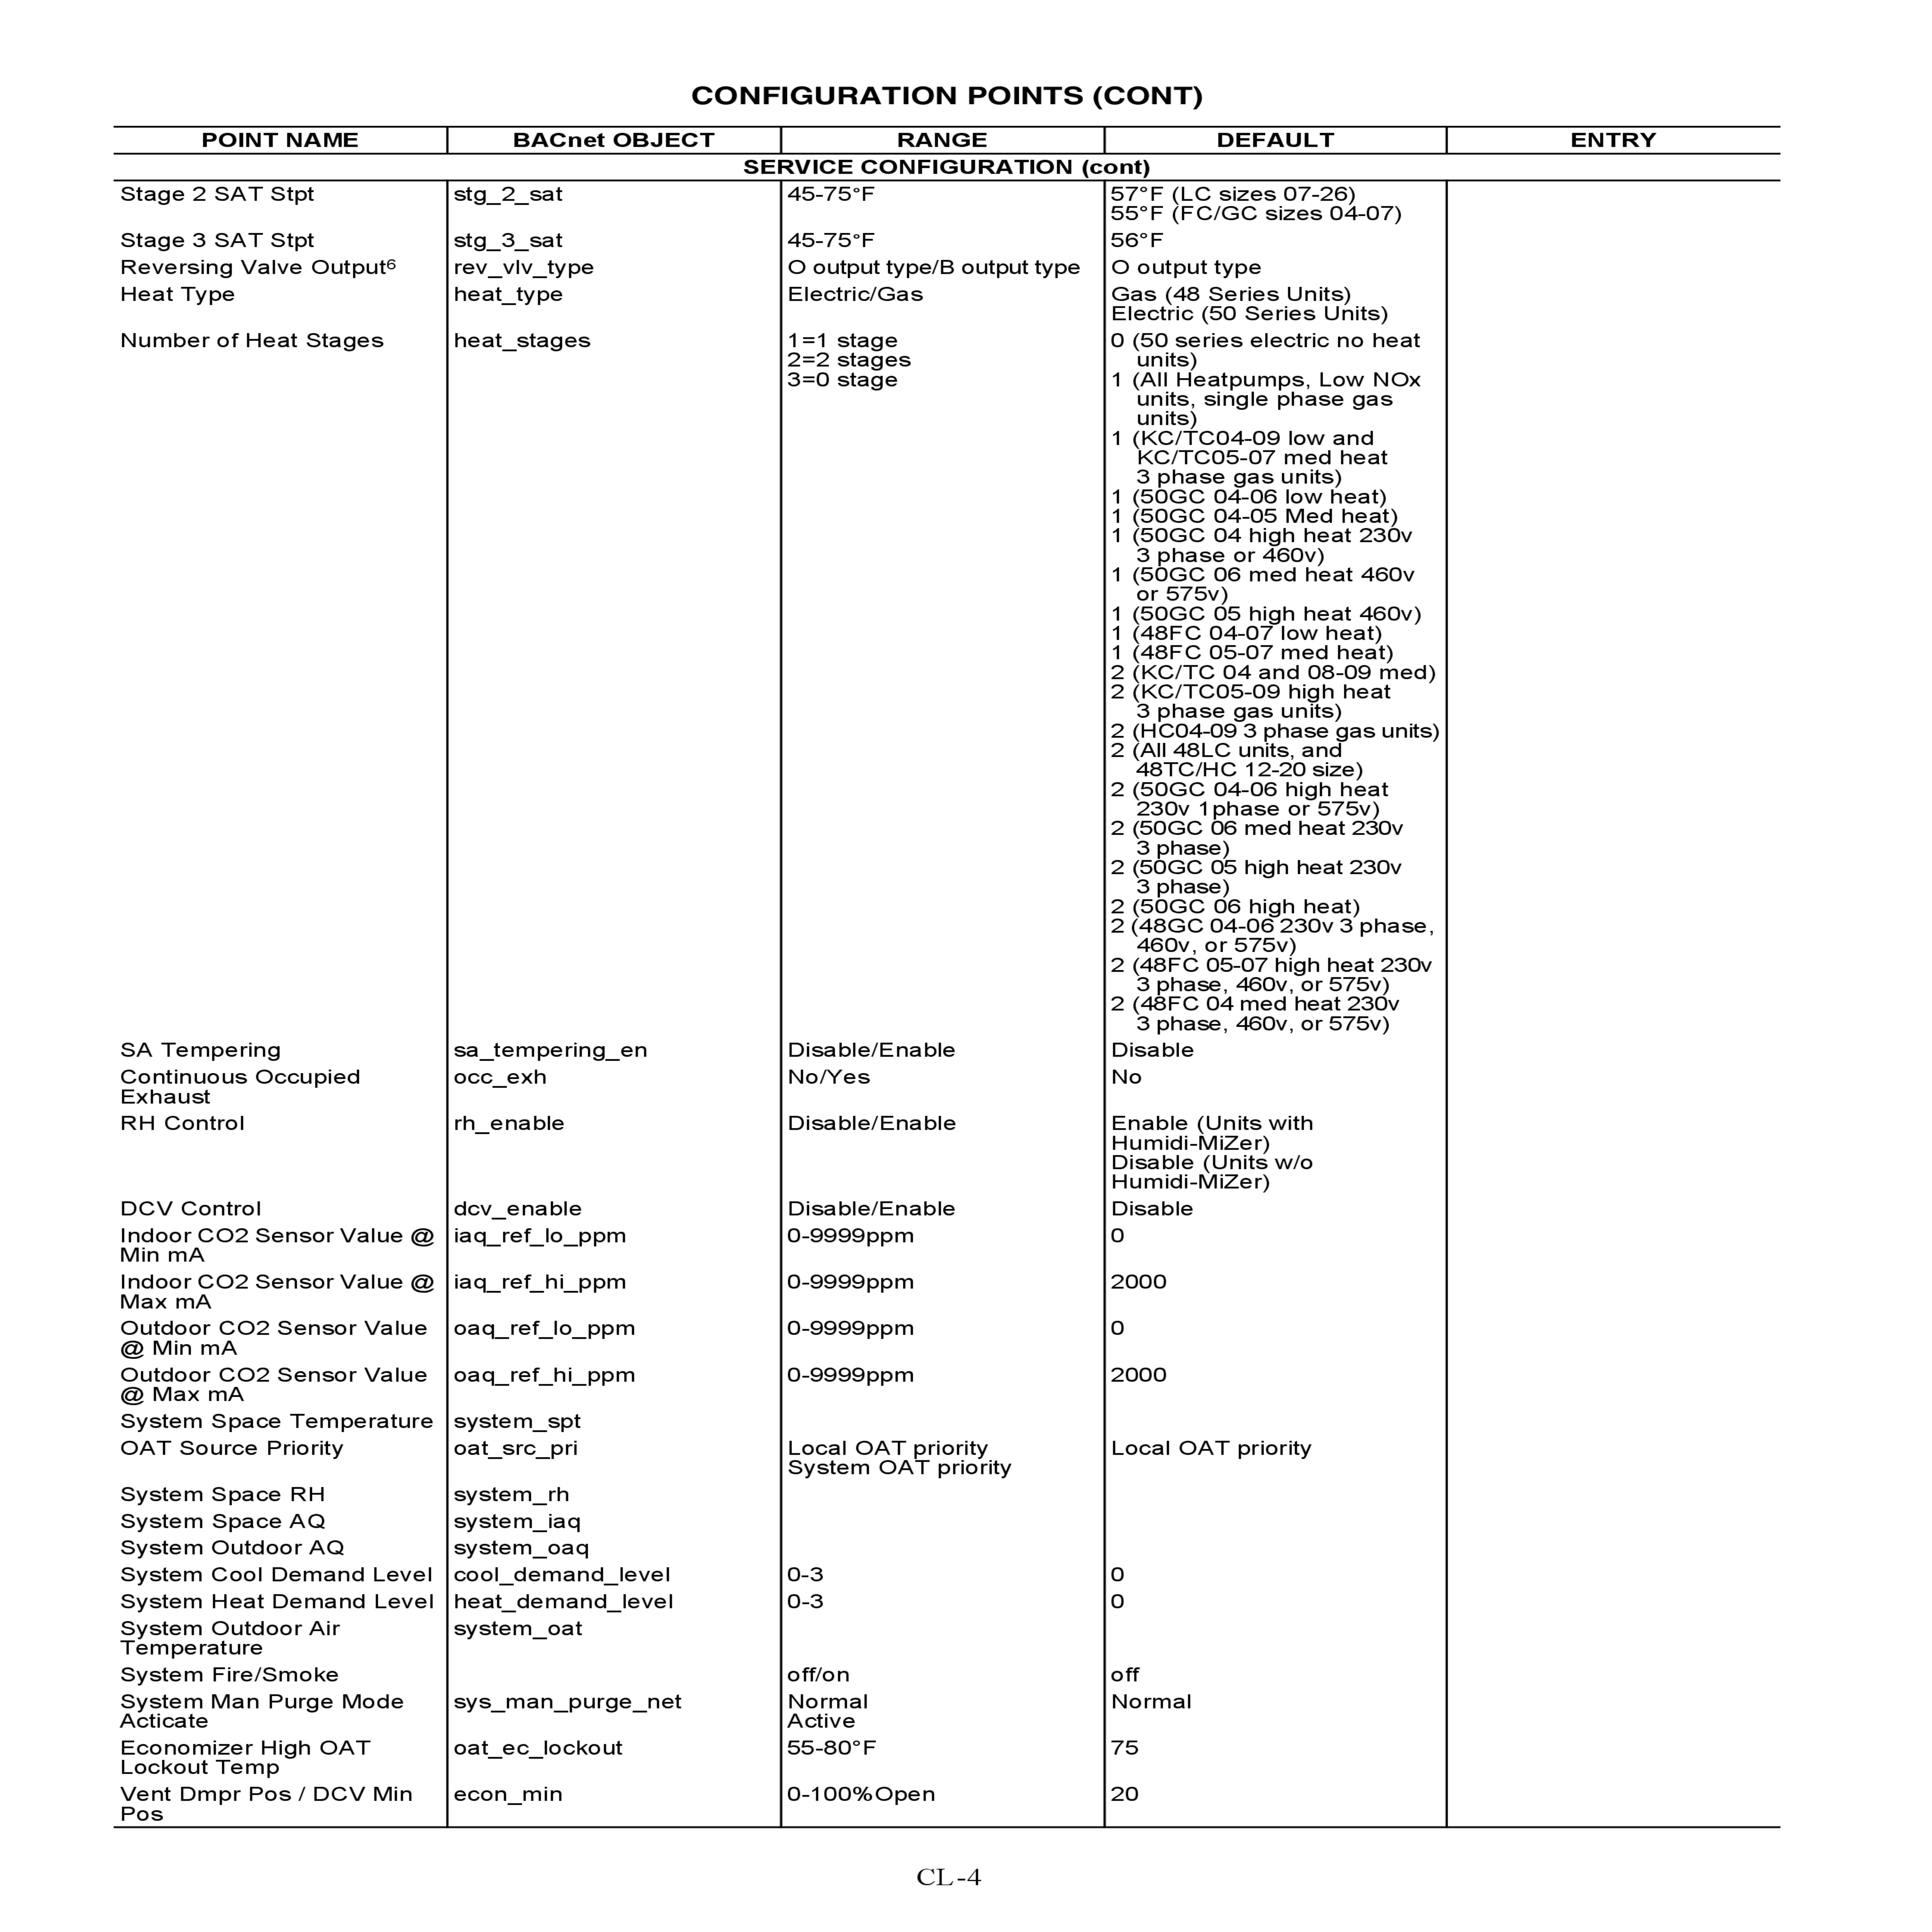 CONFIGURATION POINTS (CONT)
POINT NAME BACnet OBJECT RANGE DEFAULT ENTRY
SERVICE CONFIGURATION (cont)
Stage 2 SAT Stpt stg_2_sat 45-75°F 57°F (LC sizes 07-26)
55°F (FC/GC sizes 04-07)
Stage 3 SAT Stpt stg_3_sat 45-75°F 56°F
Reversing Valve Output6 rev_vlv_type O output type/B output type O output type
Heat Type heat_type Electric/Gas Gas (48 Series Units)
Electric (50 Series Units)
Number of Heat Stages heat_stages 1=1 stage 0 (50 series electric no heat
2=2 stages units)
3=0 stage 1 (All Heatpumps, Low NOx
units, single phase gas
units)
1 (KC/TC04-09 low and
KC/TC05-07 med heat
3 phase gas units)
1 (50GC 04-06 low heat)
1 (50GC 04-05 Med heat)
1 (50GC 04 high heat 230v
3 phase or 460v)
1 (50GC 06 med heat 460v
or 575v)
1 (50GC 05 high heat 460v)
1 (48FC 04-07 low heat)
1 (48FC 05-07 med heat)
2 (KC/TC 04 and 08-09 med)
2 (KC/TC05-09 high heat
3 phase gas units)
2 (HC04-09 3 phase gas units)
2 (All 48LC units, and
48TC/HC 12-20 size)
2 (50GC 04-06 high heat
230v 1phase or 575v)
2 (50GC 06 med heat 230v
3 phase)
2 (50GC 05 high heat 230v
3 phase)
2 (50GC 06 high heat)
2 (48GC 04-06 230v 3 phase,
460v, or 575v)
2 (48FC 05-07 high heat 230v
3 phase, 460v, or 575v)
2 (48FC 04 med heat 230v
3 phase, 460v, or 575v)
SA Tempering sa_tempering_en Disable/Enable Disable
Continuous Occupied occ_exh No/Yes No
Exhaust
RH Control rh_enable Disable/Enable Enable (Units with
Humidi-MiZer)
Disable (Units w/o
Humidi-MiZer)
DCV Control dcv_enable Disable/Enable Disable
Indoor CO2 Sensor Value @ iaq_ref_lo_ppm 0-9999ppm 0
Min mA
Indoor CO2 Sensor Value @ iaq_ref_hi_ppm 0-9999ppm 2000
Max mA
Outdoor CO2 Sensor Value oaq_ref_lo_ppm 0-9999ppm 0
@ Min mA
Outdoor CO2 Sensor Value oaq_ref_hi_ppm 0-9999ppm 2000
@ Max mA
System Space Temperature system_spt
OAT Source Priority oat_src_pri Local OAT priority Local OAT priority
System OAT priority
System Space RH system_rh
System Space AQ system_iaq
System Outdoor AQ system_oaq
System Cool Demand Level cool_demand_level 0-3 0
System Heat Demand Level heat_demand_level 0-3 0
System Outdoor Air system_oat
Temperature
System Fire/Smoke off/on off
System Man Purge Mode sys_man_purge_net Normal Normal
Acticate Active
Economizer High OAT oat_ec_lockout 55-80°F 75
Lockout Temp
Vent Dmpr Pos / DCV Min econ_min 0-100%Open 20
Pos
CL-4